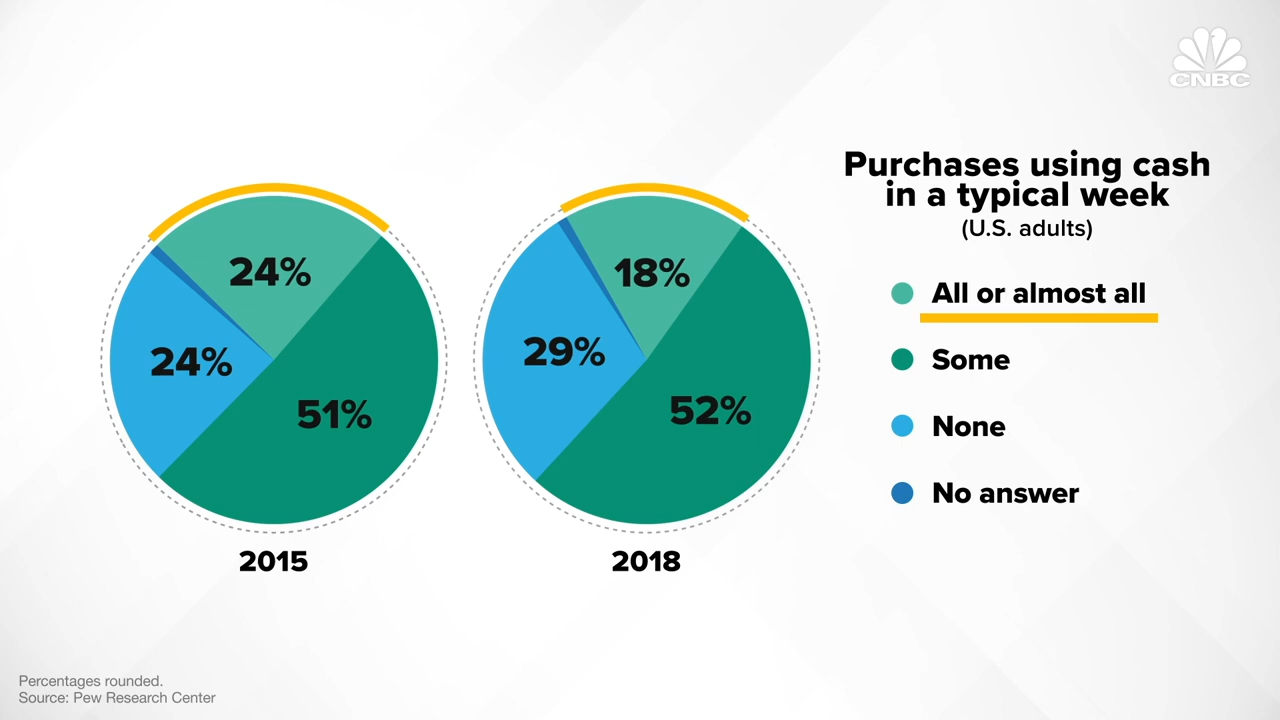 CNBC
Purchases using cash
in a typical week
(U.S. adults)
24%
24%
51%
2015
18%
29%
52%
2018
All or almost all
Some
None
No answer
Percentages rounded.
Source: Pew Research Center